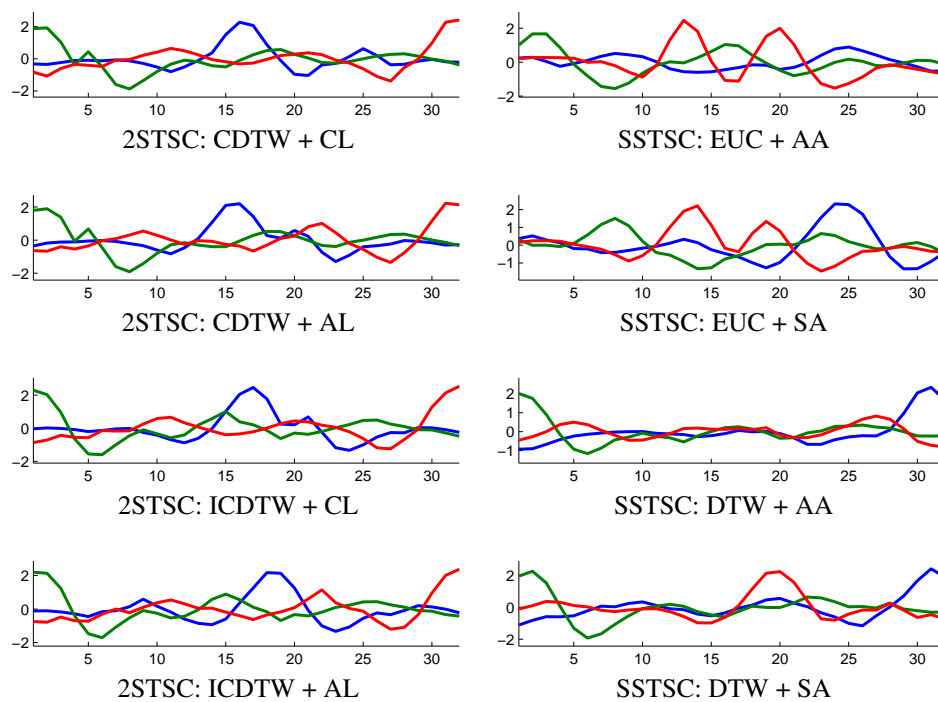 2
0
−2
5 10 15 20 25 30
2STSC: CDTW + CL
2
0
−2
5 10 15 20 25 30
SSTSC: EUC + AA
2
0
−2
5 10 15 20 25 30
2STSC: CDTW + AL
2
1
0
−1
5 10 15 20 25 30
SSTSC: EUC + SA
2
0
−2
5 10 15 20 25 30
2STSC: ICDTW + CL
2
1
0
−1
5 10 15 20 25 30
SSTSC: DTW + AA
2
0
−2
5 10 15 20 25 30
2STSC: ICDTW + AL
2
0
−2
5 10 15 20 25 30
SSTSC: DTW + SA